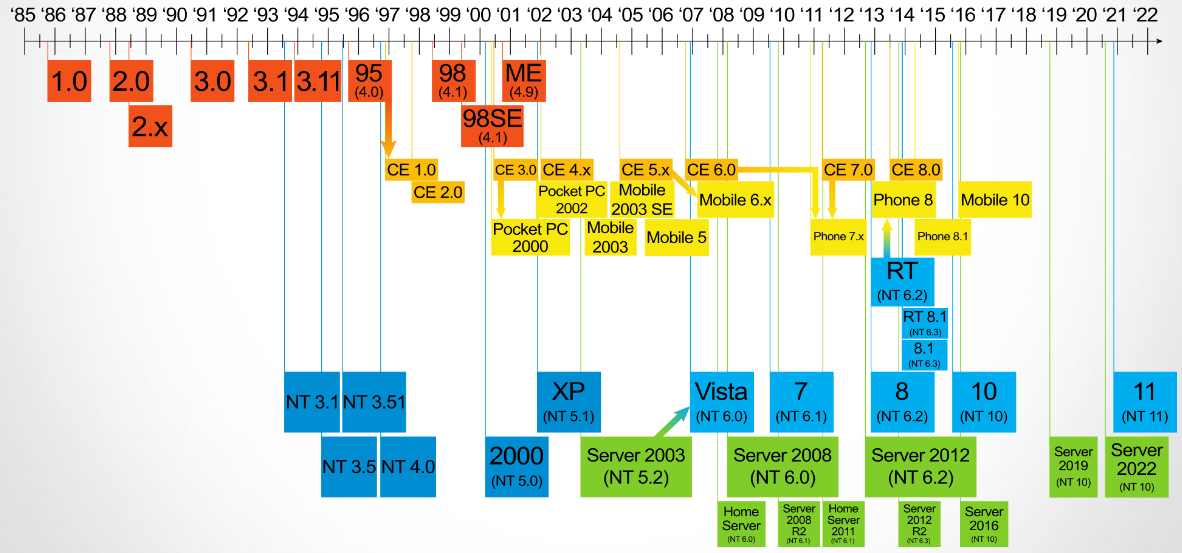 ‘85 ‘86 ‘87 ‘88 ‘89 ‘90 ‘91 ‘92 ‘93 ‘94 ‘95 ‘96 ‘97 ‘98 ‘99 ‘00 ‘01 ‘02 ‘03 ‘04 ‘05 ‘06 ‘07 ‘08 ‘09 ‘10 ‘11 ‘12 ‘13 ‘14 ‘15 ‘16 ‘17 ‘18 ‘19 ‘20 ‘21 ‘22
1.0
2.0
3.0
3.1
3.11
95
(4.0)
98
(4.1)
ME
(4.9)
2.x
98SE
(4.1)
CE 1.0
CE 3.0
CE 4.x
CE 5.x
CE 6.0
CE 7.0
CE 8.0
CE 2.0
Pocket PC
2002
Mobile
2003 SE
Mobile 6.x
Phone 8
Mobile 10
Pocket PC
2000
Mobile
2003
Mobile 5
Phone 7.x
Phone 8.1
RT
(NT 6.2)
RT 8.1
(NT 6.3)
8.1
(NT 6.3)
NT 3.1
NT 3.51
XP
(NT 5.1)
Vista
(NT 6.0)
7
(NT 6.1)
8
(NT 6.2)
10
(NT 10)
11
(NT 11)
NT 3.5
NT 4.0
2000
(NT 5.0)
Server 2003
(NT 5.2)
Server 2008
(NT 6.0)
Server 2012
(NT 6.2)
Server
2019
(NT 10)
Server
2022
(NT 10)
Home
Server
(NT 6.0)
Server
2008
R2
(NT 6.1)
Home
Server
2011
(NT 6.1)
Server
2012
R2
(NT 6.3)
Server
2016
(NT 10)